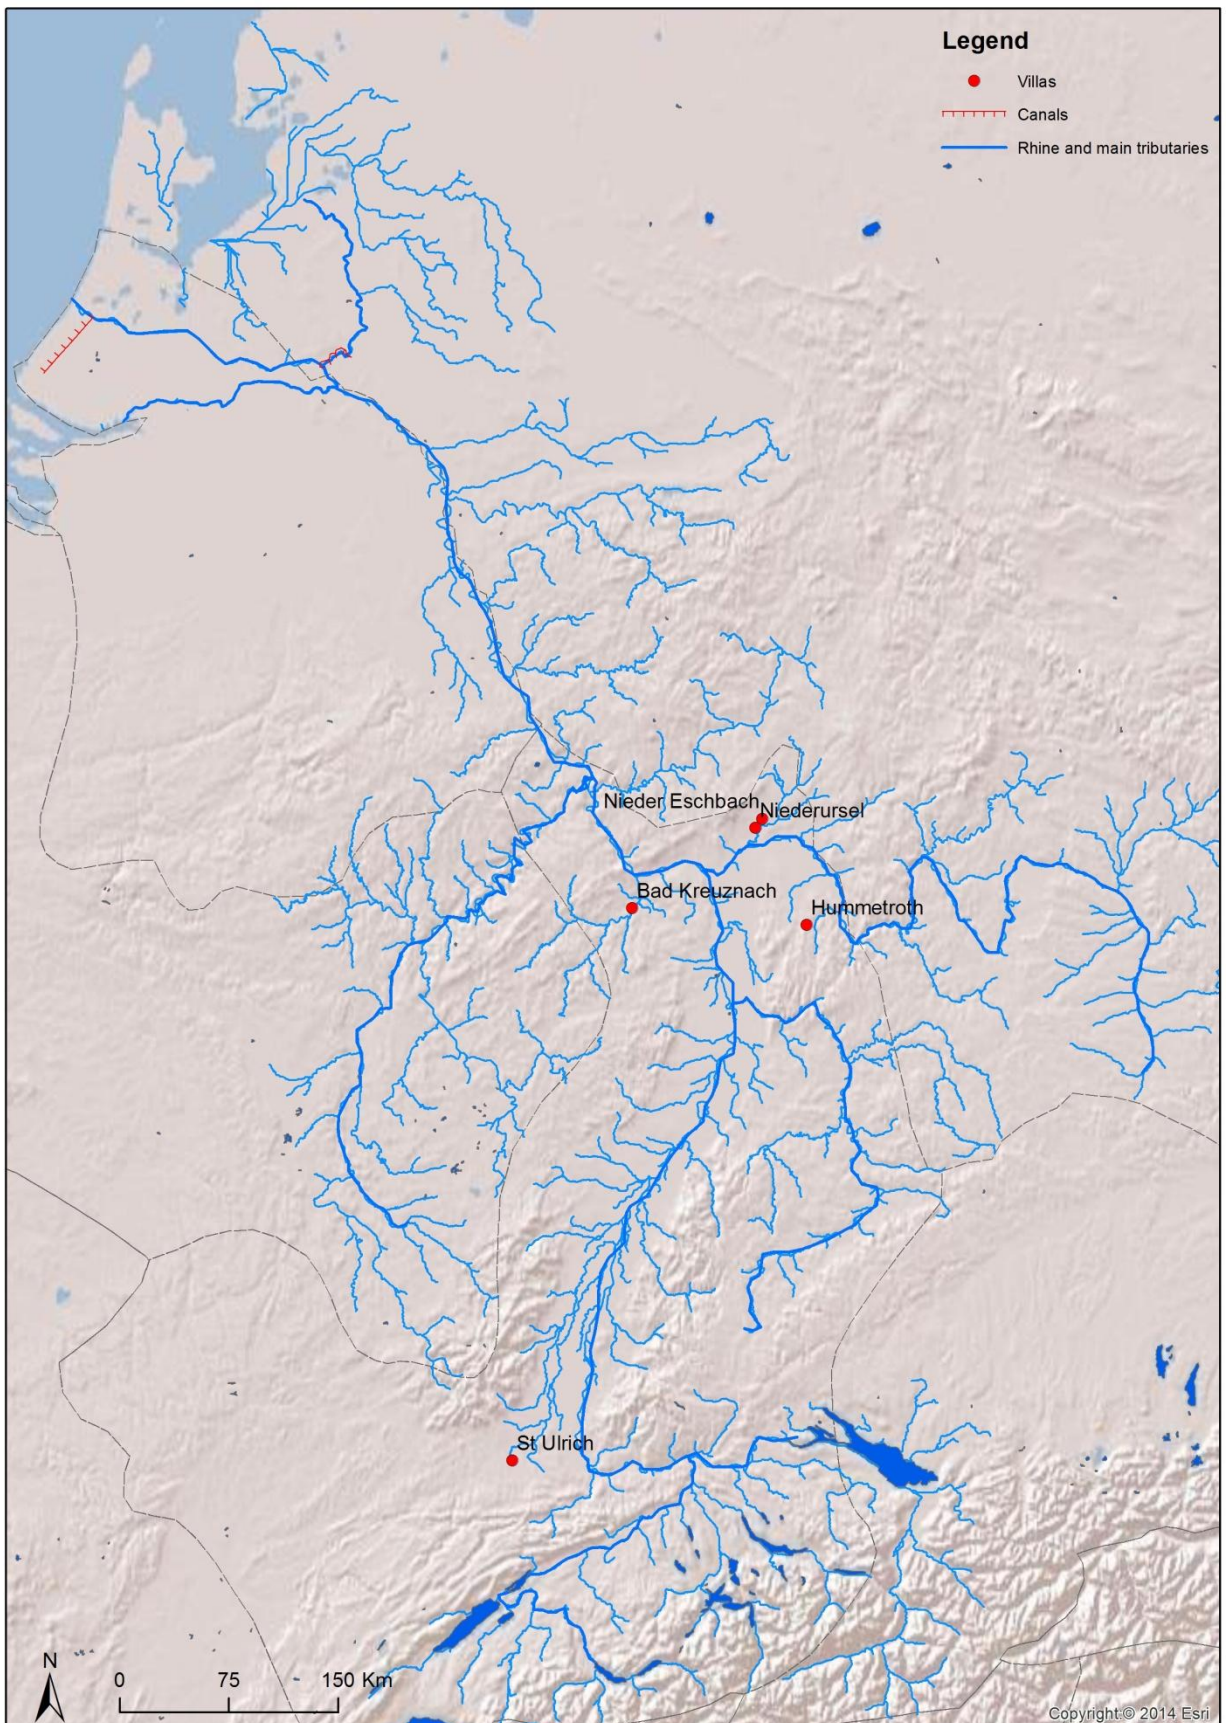 Legend
Villas
Canals
Rhine and main tributaries
Nieder Eschbach
Niederursel
Bad Kreuznach
Hummetroth
St Ulrich
N
0 75 150 Km
Copyright:© 2014 Esri